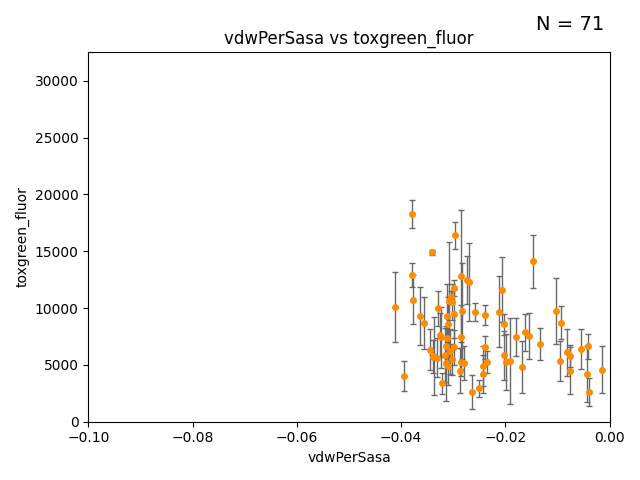 N = 71
vdwPerSasa vs toxgreen_fluor
30000
25000
20000
15000
10000
5000
0
toxgreen_fluor
−0.10 −0.08 −0.06 −0.04 −0.02 0.00
vdwPerSasa